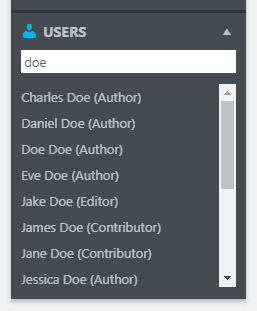 USERS
doe
Charles Doe (Author)
Daniel Doe (Author)
Doe Doe (Author)
Eve Doe (Author)
Jake Doe (Editor)
James Doe (Contributor)
Jane Doe (Contributor)
Jessica Doe (Author)